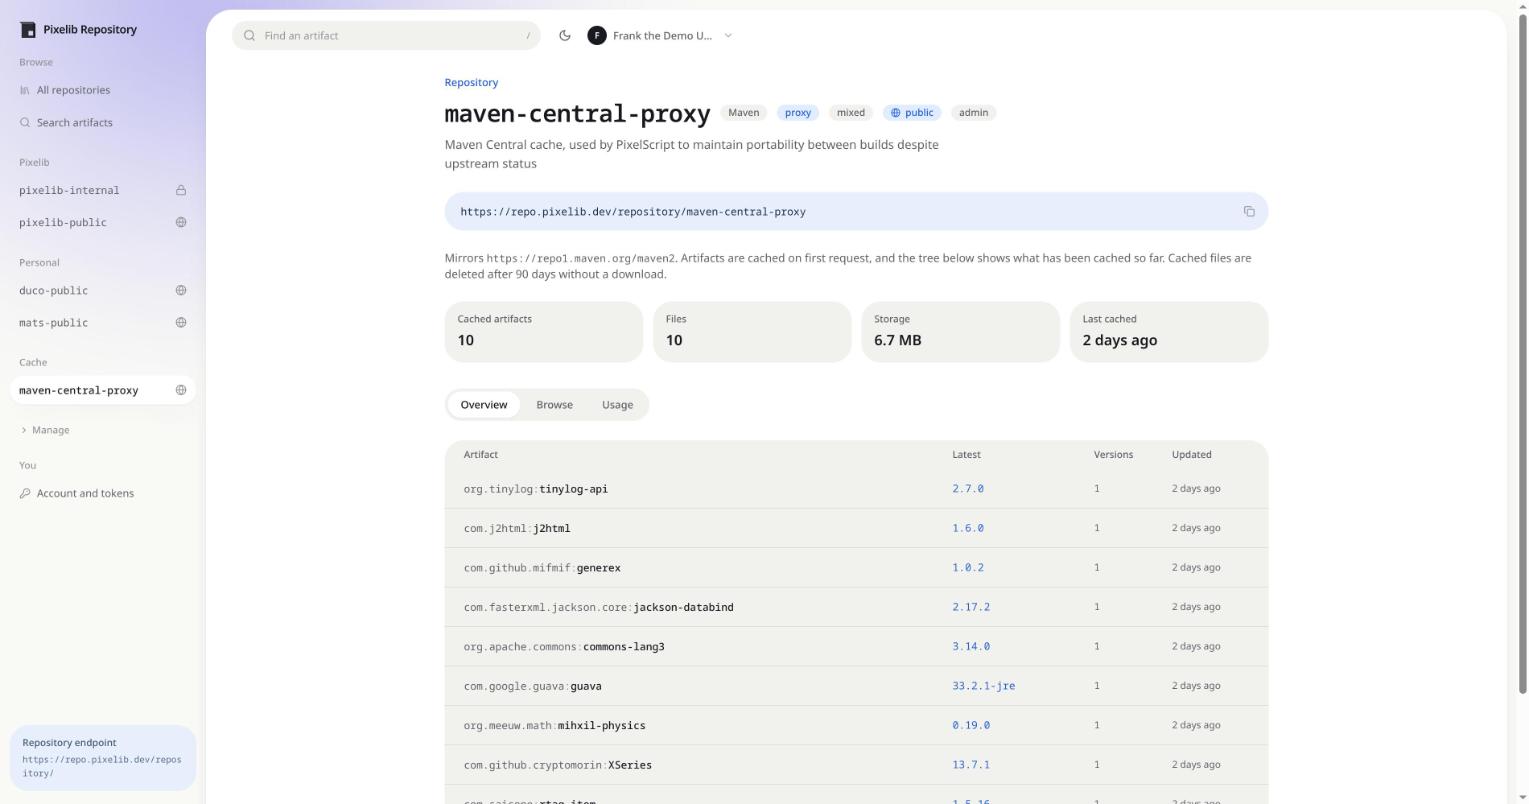 Pixelib Repository
Browse
All repositories
Search artifacts
Pixelib
pixelib-internal
pixelib-public
Personal
duco-public
mats-public
Cache
maven-central-proxy
Manage
You
Account and tokens
Repository endpoint
https://repo.pixelib.dev/repos
itory/
Find an artifact /
F Frank the Demo U...
Repository
maven-central-proxy Maven proxy mixed public admin
Maven Central cache, used by PixelScript to maintain portability between builds despite
upstream status
https://repo.pixelib.dev/repository/maven-central-proxy
Mirrors https://repo1.maven.org/maven2. Artifacts are cached on first request, and the tree below shows what has been cached so far. Cached files are
deleted after 90 days without a download.
Cached artifacts Files Storage Last cached
10 10 6.7 MB 2 days ago
Overview Browse Usage
Artifact Latest Versions Updated
org.tinylog:tinylog-api 2.7.0 1 2 days ago
com.j2html:j2html 1.6.0 1 2 days ago
com.github.mifmif:generex 1.0.2 1 2 days ago
com.fasterxml.jackson.core:jackson-databind 2.17.2 1 2 days ago
org.apache.commons:commons-lang3 3.14.0 1 2 days ago
com.google.guava:guava 33.2.1-jre 1 2 days ago
org.meeuw.math:mihxil-physics 0.19.0 1 2 days ago
com.github.cryptomorin:XSeries 13.7.1 1 2 days ago